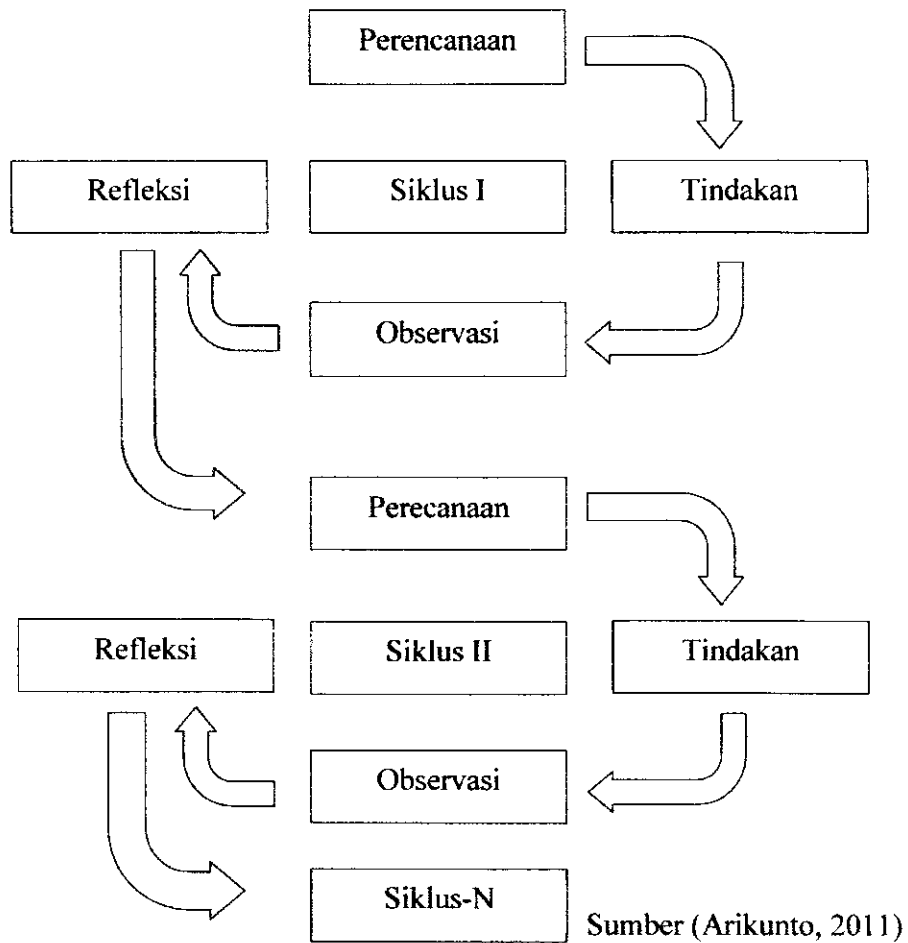 Perencanaan
Refleksi
Siklus I
Tindakan
Observasi
Perecanaan
Refleksi
Siklus II
Tindakan
Observasi
Siklus-N
Sumber (Arikunto, 2011)